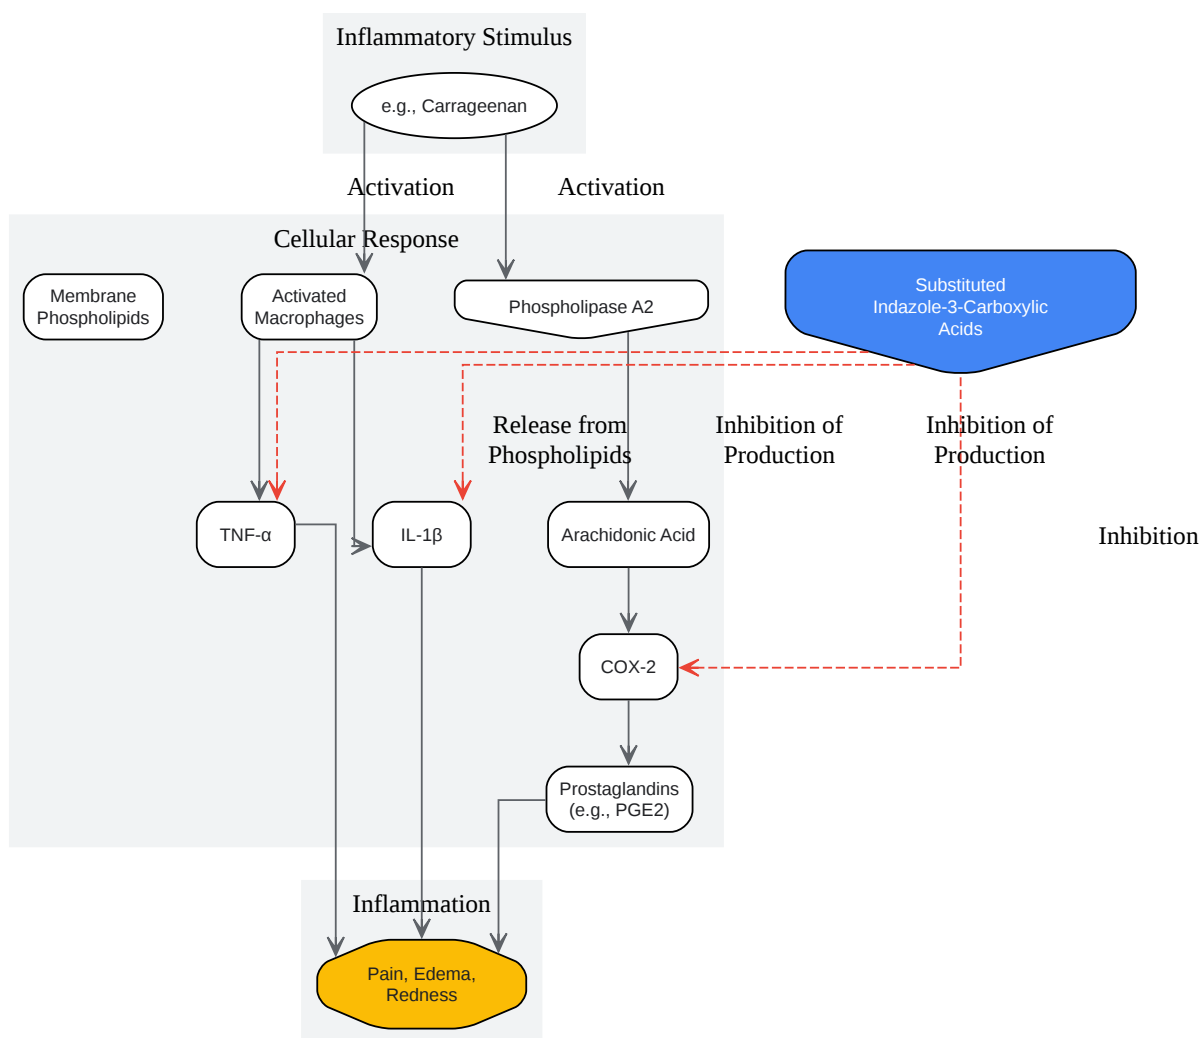 Inflammatory Stimulus
e.g., Carrageenan
Activation
Activation
Cellular Response
Membrane
Phospholipids
Activated
Macrophages
Phospholipase A2
Substituted
Indazole-3-Carboxylic
Acids
Release from
Phospholipids
Inhibition of
Production
Inhibition of
Production
TNF-α
IL-1β
Arachidonic Acid
Inhibition
COX-2
Prostaglandins
(e.g., PGE2)
Inflammation
Pain, Edema,
Redness